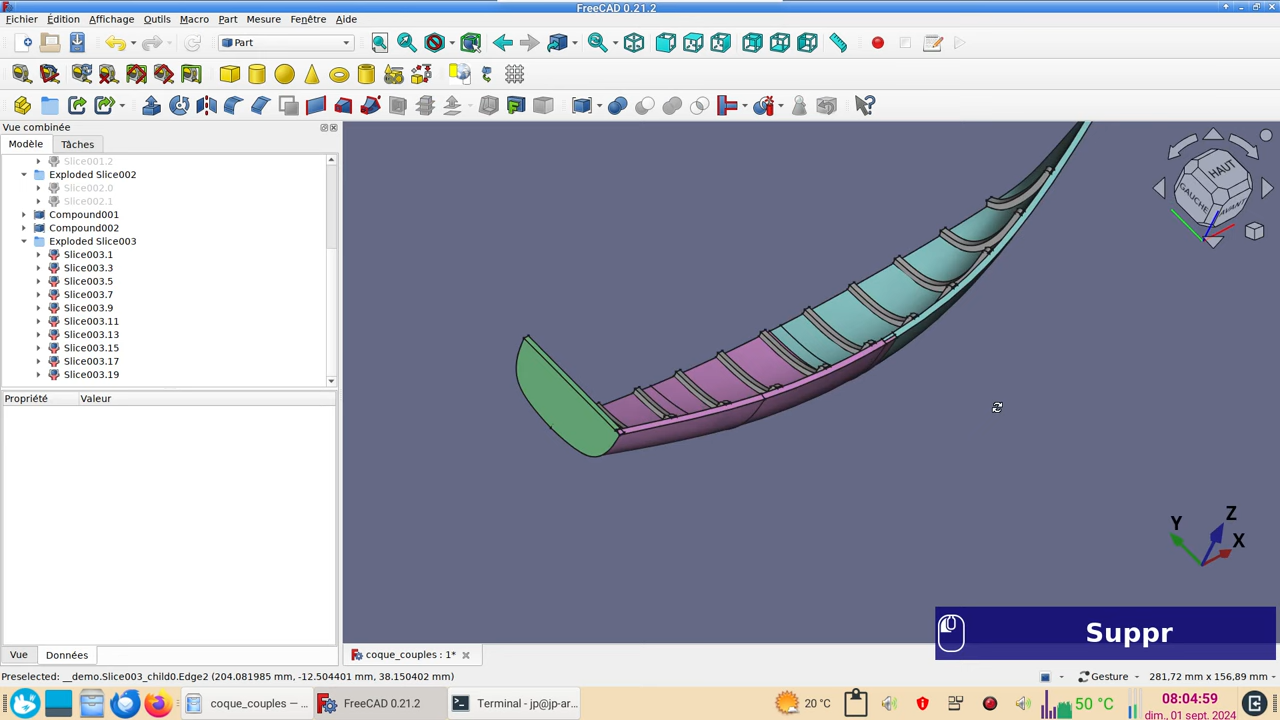 FreeCAD 0.21.2
Fichier Édition Affichage Outils Macro Part Mesure Fenêtre Aide
Part
Vue combinée
Modèle Tâches
Slice001.2
Exploded Slice002
Slice002.0
Slice002.1
Compound001
Compound002
Exploded Slice003
Slice003.1
Slice003.3
Slice003.5
Slice003.7
Slice003.9
Slice003.11
Slice003.13
Slice003.15
Slice003.17
Slice003.19
Propriété Valeur
HAUT
GAUCHE
AVANT
Z
Y
X
Suppr
Vue Données
coque_couples : 1*
Preselected: __demo.Slice003_child0.Edge2 (204.081985 mm, -12.504401 mm, 38.150402 mm)
Gesture
281,72 mm x 156,89 mm
coque_couples — ...
FreeCAD 0.21.2
Terminal - jp@jp-ar...
20 °C
50 °C
08:04:59
dim., 01 sept. 2024